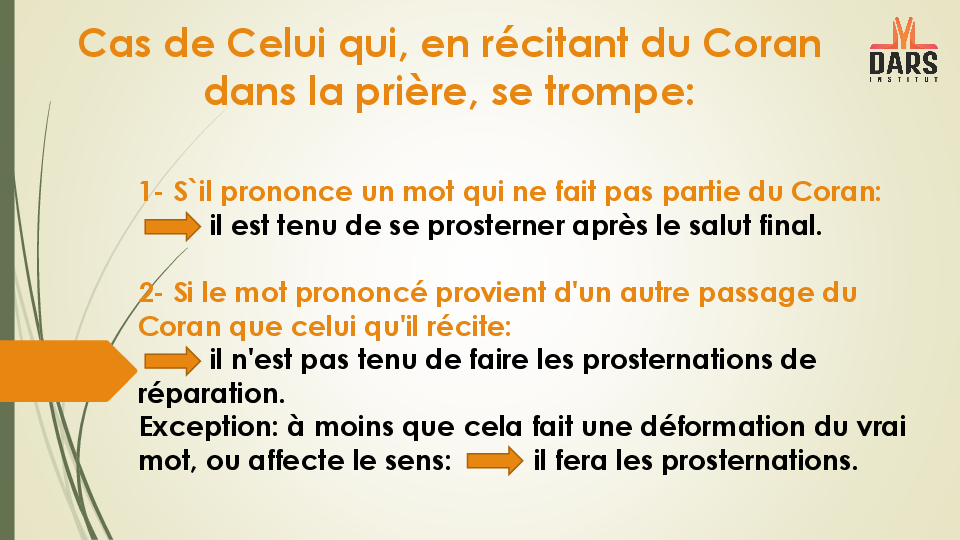 Cas de Celui qui, en récitant du Coran
dans la prière, se trompe:
DARS
INSTITUT
1- S`il prononce un mot qui ne fait pas partie du Coran:
il est tenu de se prosterner après le salut final.
2- Si le mot prononcé provient d'un autre passage du
Coran que celui qu'il récite:
il n'est pas tenu de faire les prosternations de
réparation.
Exception: à moins que cela fait une déformation du vrai
mot, ou affecte le sens: il fera les prosternations.